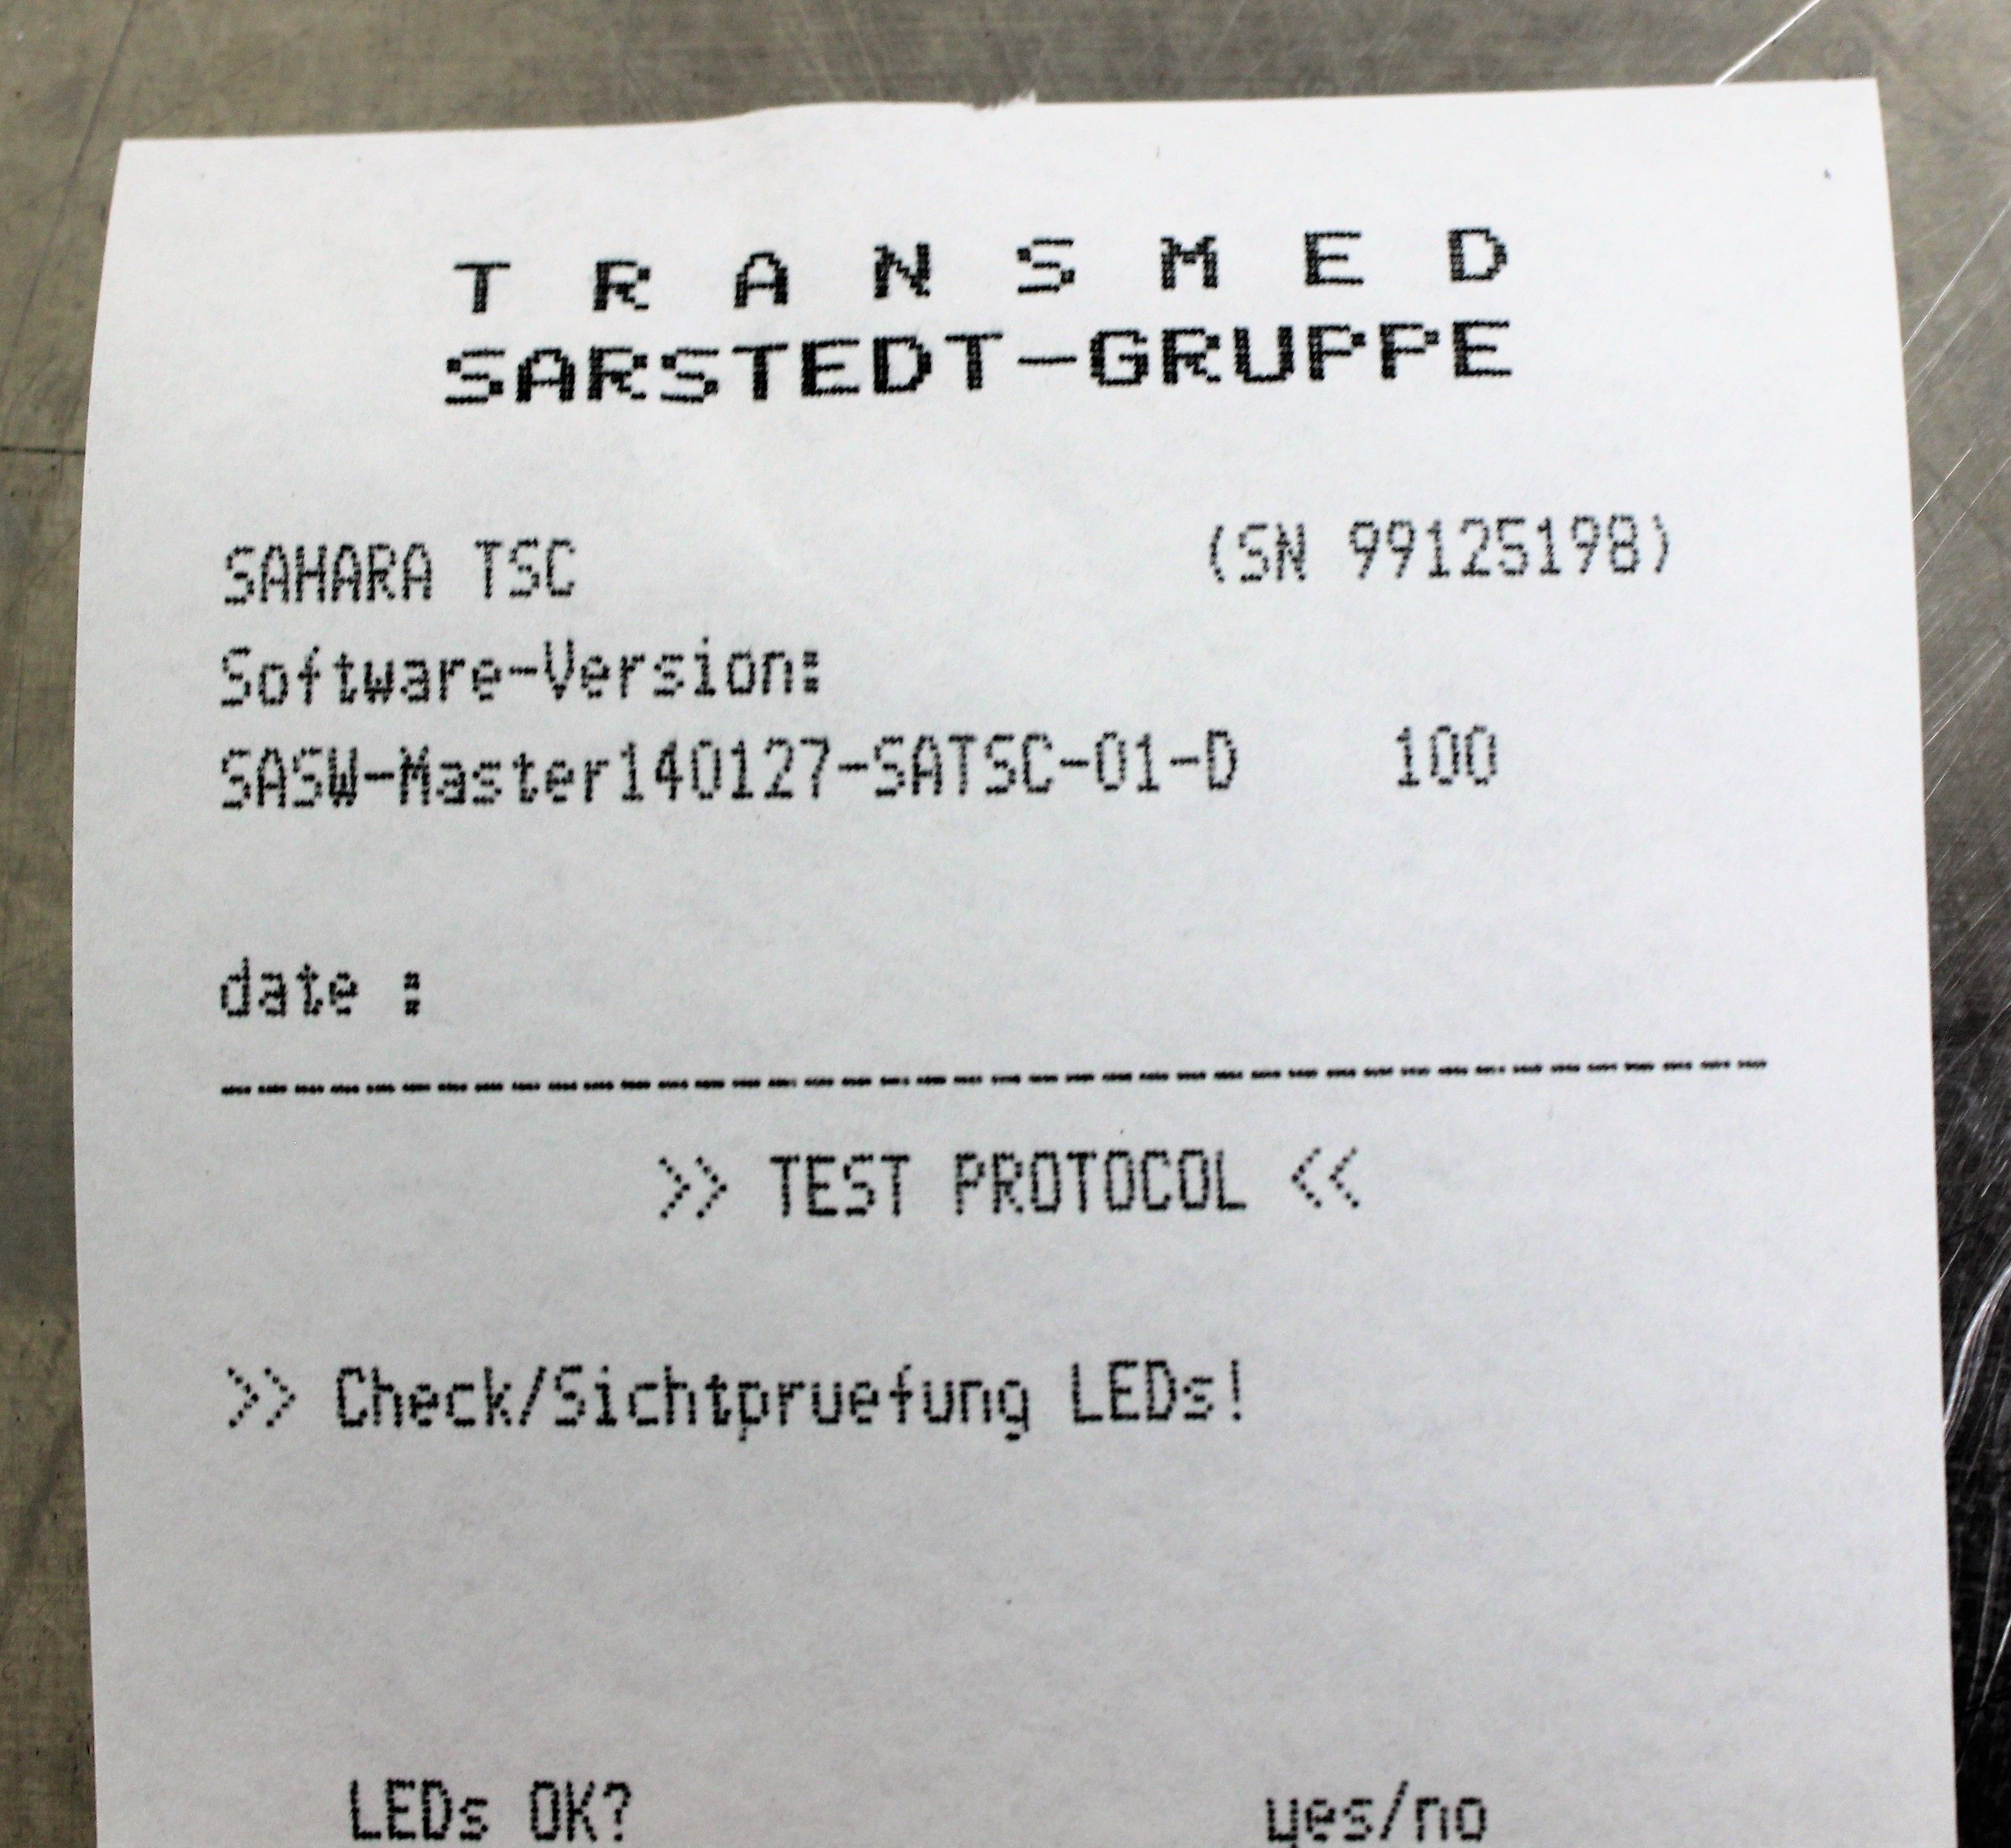 T R A N S M E D
SARSTEDT-GRUPPE
SAHARA TSC (SN 99125198)
Software-Version:
SASW-Master140127-SATSC-01-D 100
date :
-------------------------------------------
>> TEST PROTOCOL <<
>> Check/Sichtpruefung LEDs!
LEDs OK? yes/no